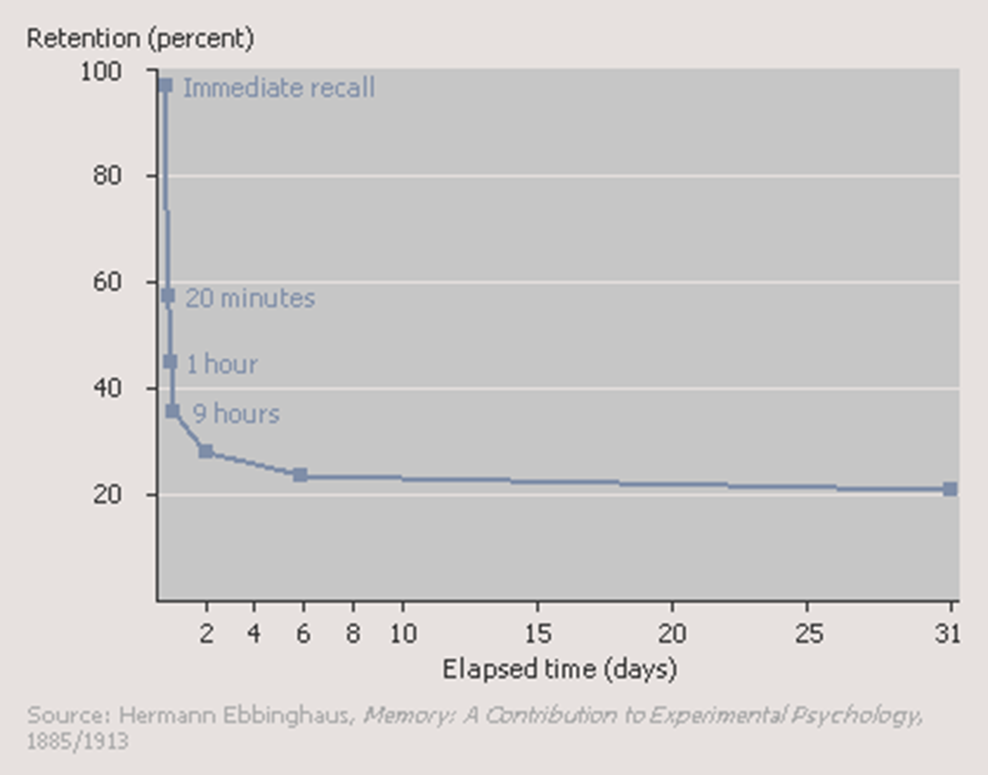 Retention (percent)
100
Immediate recall
80
60
20 minutes
1 hour
40
9 hours
20
2 4 6 8 10 15 20 25 31
Elapsed time (days)
Source: Hermann Ebbinghaus, Memory: A Contribution to Experimental Psychology,
1885/1913